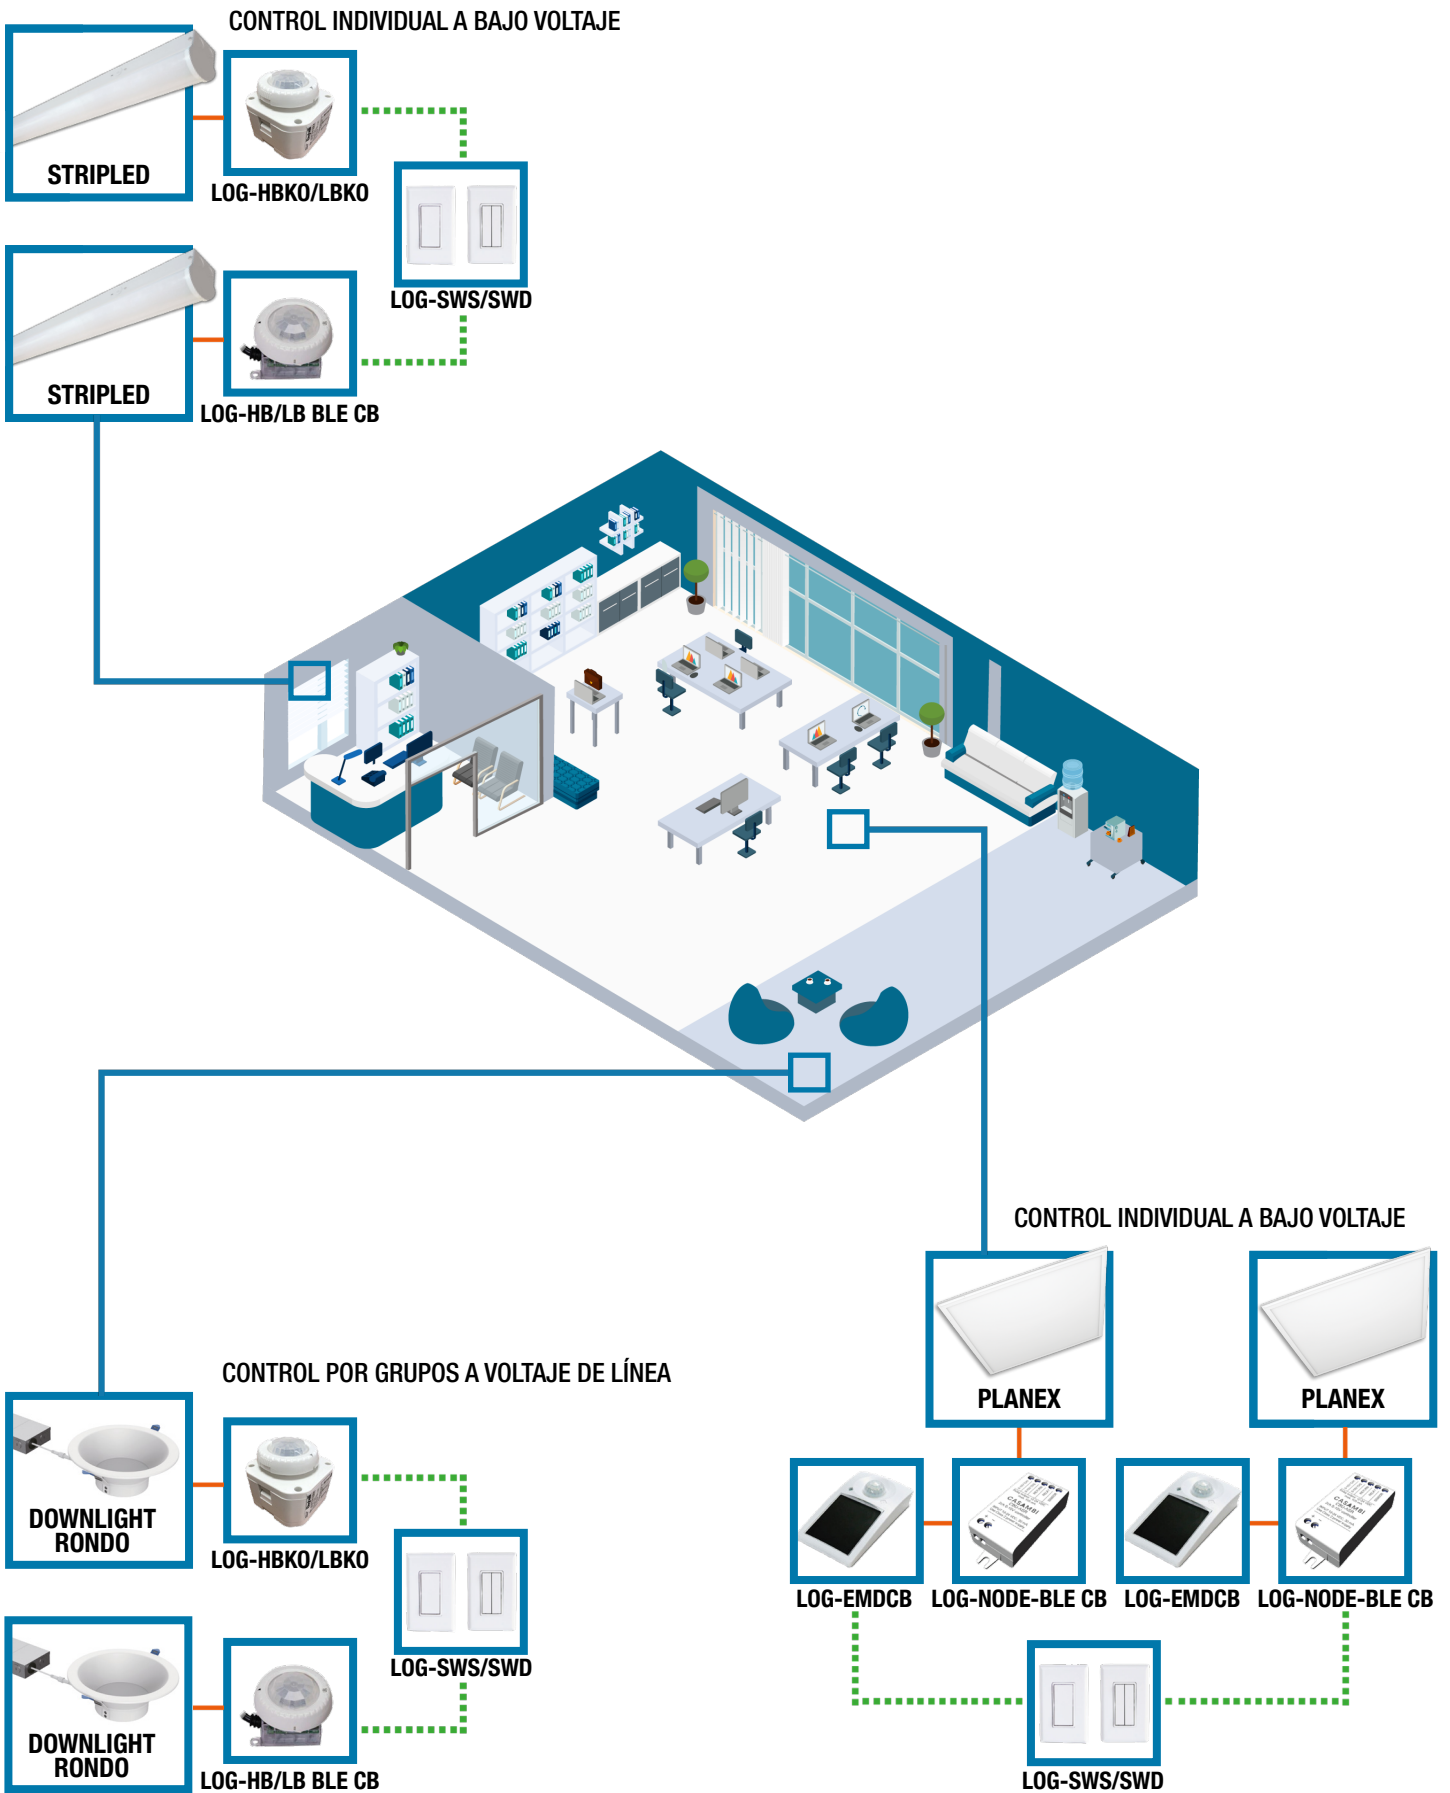 CONTROL INDIVIDUAL A BAJO VOLTAJE
STRIPLED
LOG-HBKO/LBKO
LOG-SWS/SWD
STRIPLED
LOG-HB/LB BLE CB
CONTROL INDIVIDUAL A BAJO VOLTAJE
PLANEX
PLANEX
CASAMBI
CASAMBI
LOG-EMDCB
LOG-NODE-BLE CB
LOG-EMDCB
LOG-NODE-BLE CB
LOG-SWS/SWD
CONTROL POR GRUPOS A VOLTAJE DE LÍNEA
DOWNLIGHT
RONDO
LOG-HBKO/LBKO
LOG-SWS/SWD
DOWNLIGHT
RONDO
LOG-HB/LB BLE CB